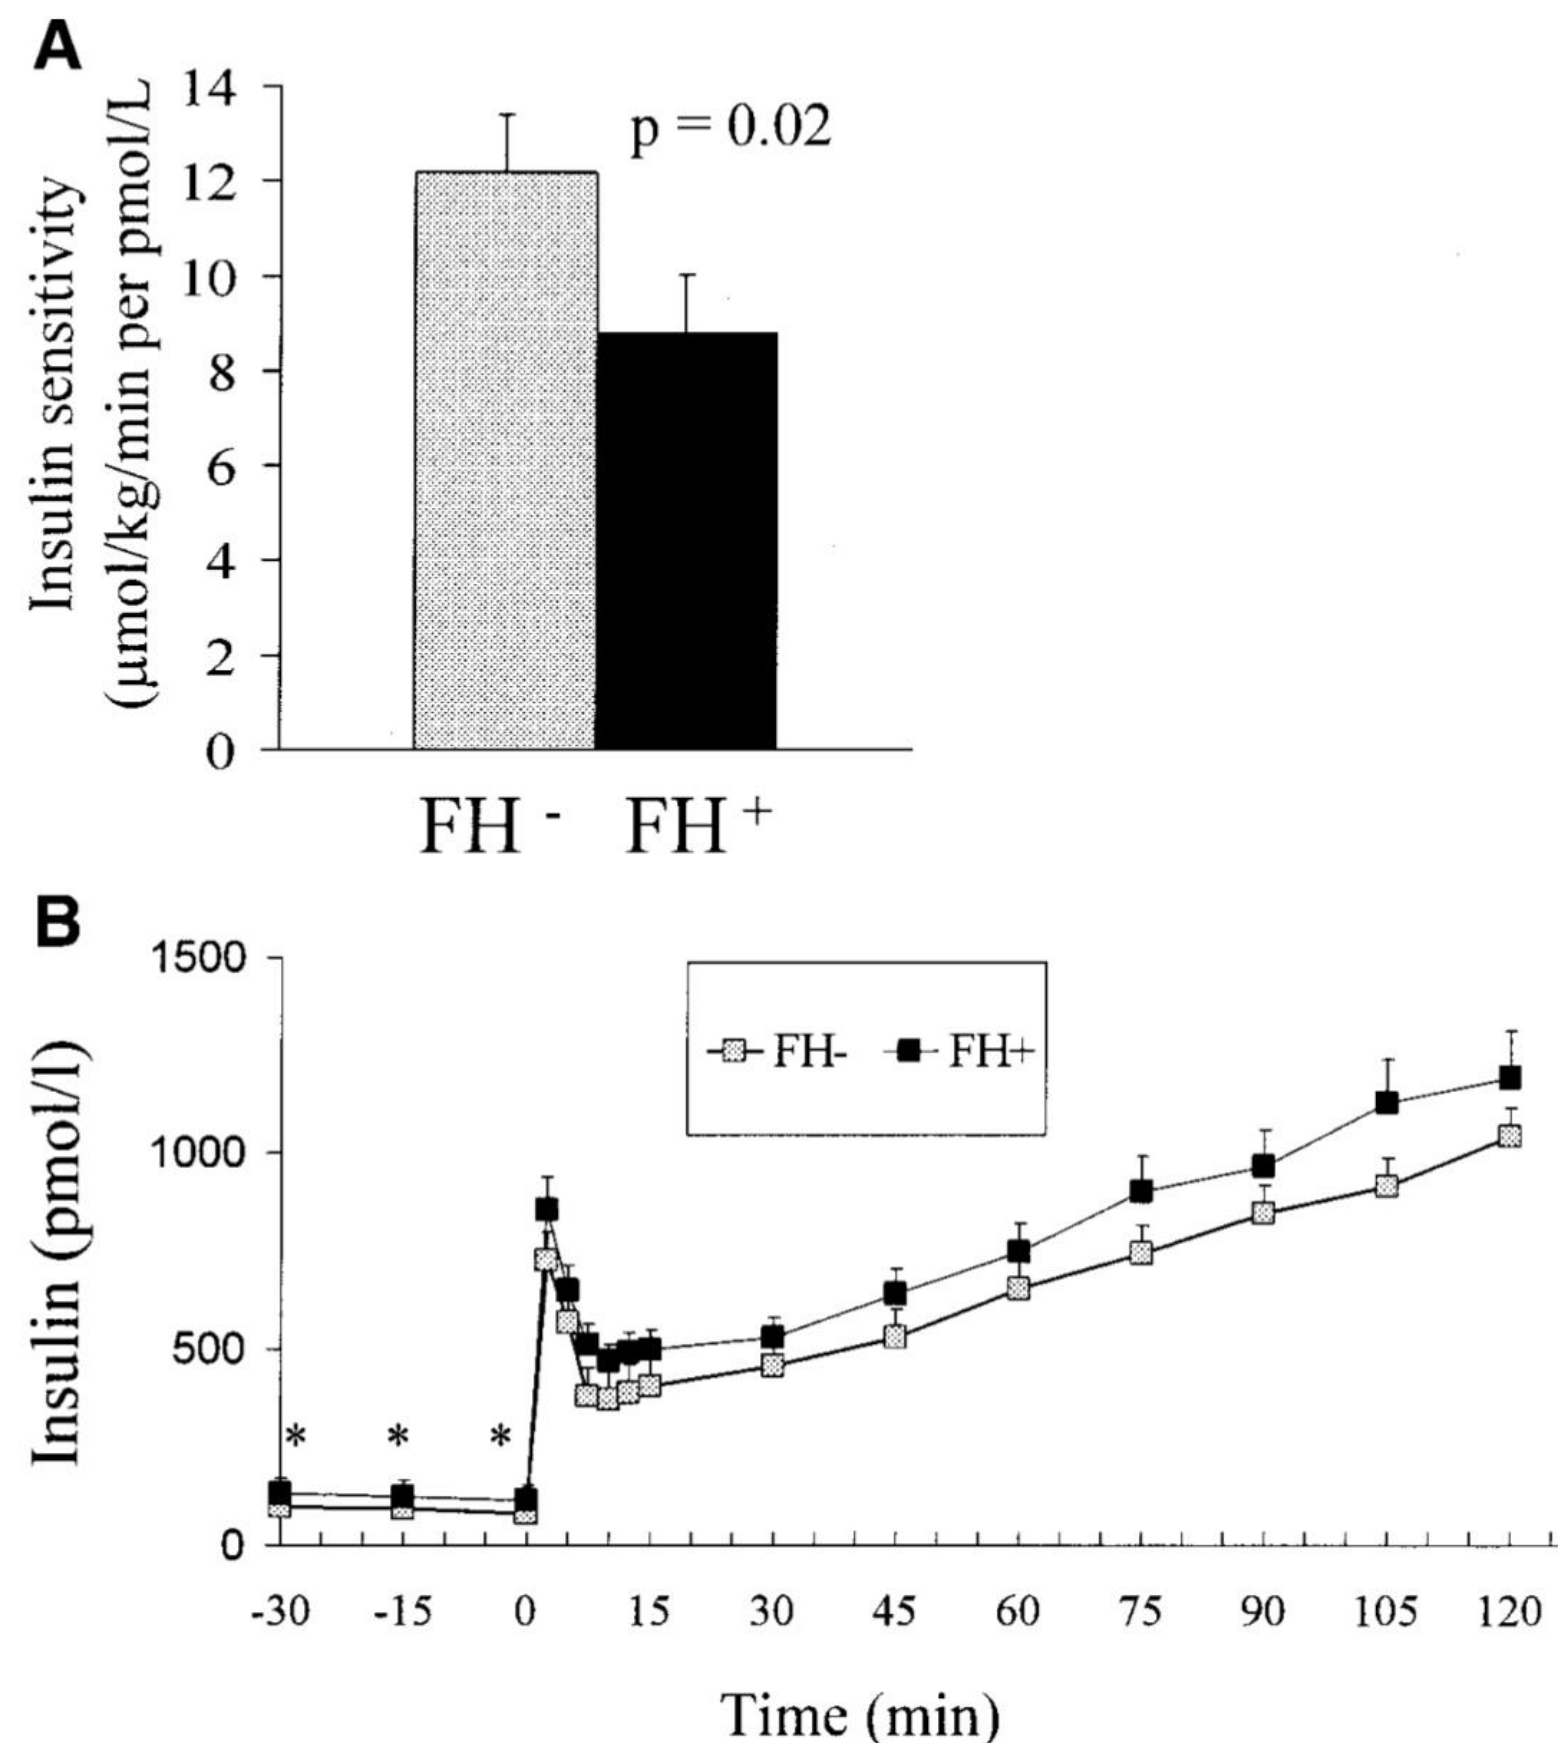 A
Insulin sensitivity
(μmol/kg/min per pmol/L
14
12
10
8
6
4
2
0
p = 0.02
FH - FH +
B
Insulin (pmol/l)
1500
1000
500
0
FH- FH+
* * *
-30 -15 0 15 30 45 60 75 90 105 120
Time (min)